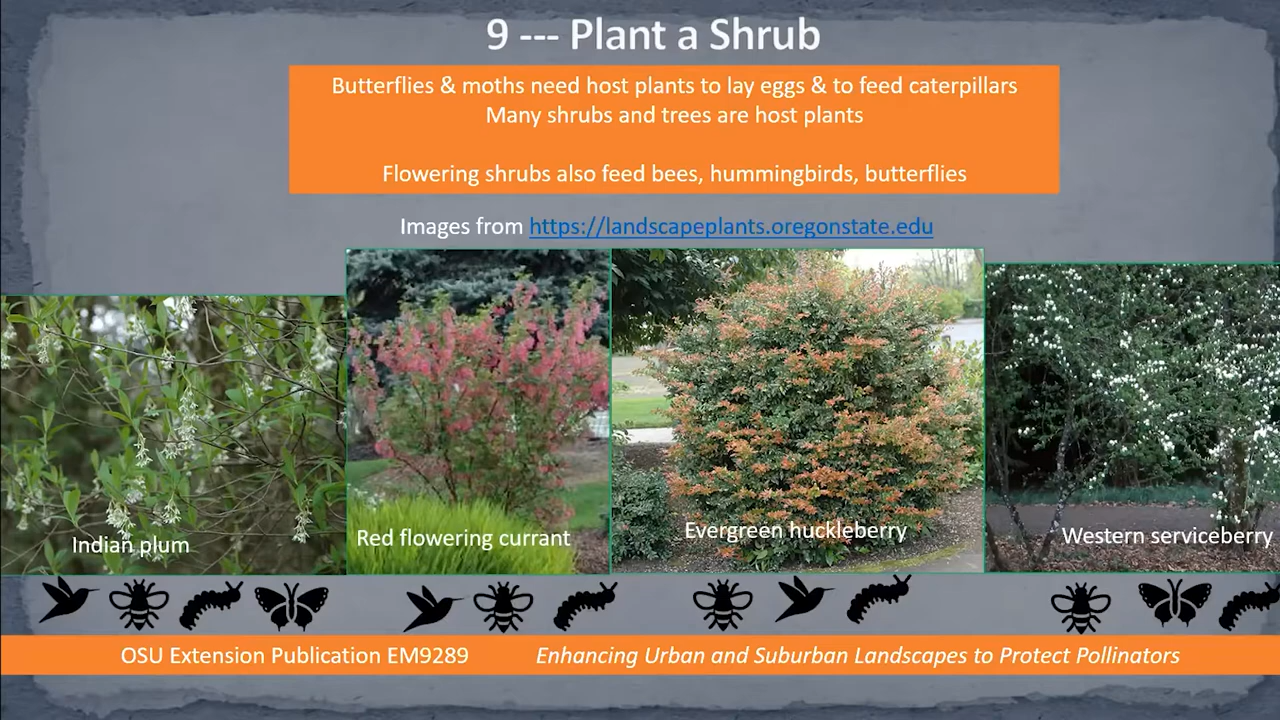 9 --- Plant a Shrub
Butterflies & moths need host plants to lay eggs & to feed caterpillars
Many shrubs and trees are host plants
Flowering shrubs also feed bees, hummingbirds, butterflies
Images from https://landscapeplants.oregonstate.edu
Indian plum
Red flowering currant
Evergreen huckleberry
Western serviceberry
OSU Extension Publication EM9289
Enhancing Urban and Suburban Landscapes to Protect Pollinators